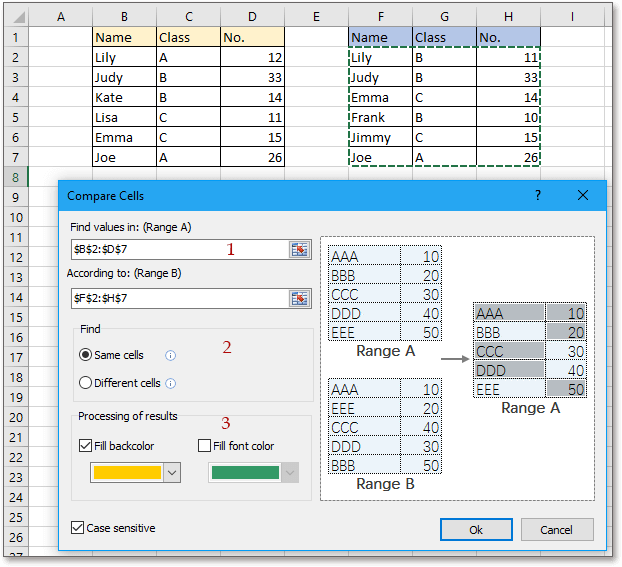 A B C D E F G H I
1 Name Class No. Name Class No.
2 Lily A 12 Lily B 11
3 Judy B 33 Judy B 33
4 Kate B 14 Emma C 14
5 Lisa C 11 Frank B 10
6 Emma C 15 Jimmy C 15
7 Joe A 26 Joe A 26
8
9
10
11
12
13
14
15
16
17
18
19
20
21
22
23
24
25
26
27
Compare Cells ?
Find values in: (Range A)
$B$2:$D$7 1
According to: (Range B)
$F$2:$H$7
Find
Same cells 2
Different cells
Processing of results 3
Fill backcolor Fill font color
Case sensitive
AAA 10
BBB 20
CCC 30
DDD 40
EEE 50
Range A
AAA 10
EEE 20
CCC 40
DDD 30
BBB 50
Range B
AAA 10
BBB 20
CCC 30
DDD 40
EEE 50
Range A
Ok Cancel